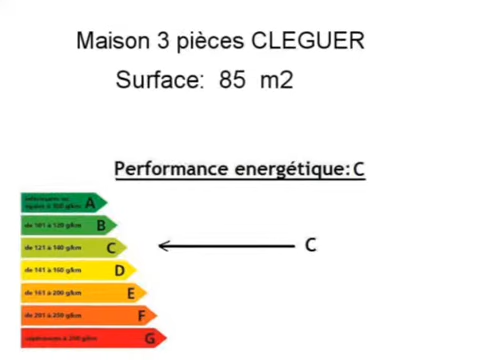 Maison 3 pièces CLEGUER
Surface: 85 m2
Performance energétique: C
A
de 101 à 120 g/km B
de 121 à 140 g/km C
C
de 141 à 160 g/km D
de 161 à 200 g/km E
de 201 à 250 g/km F
G